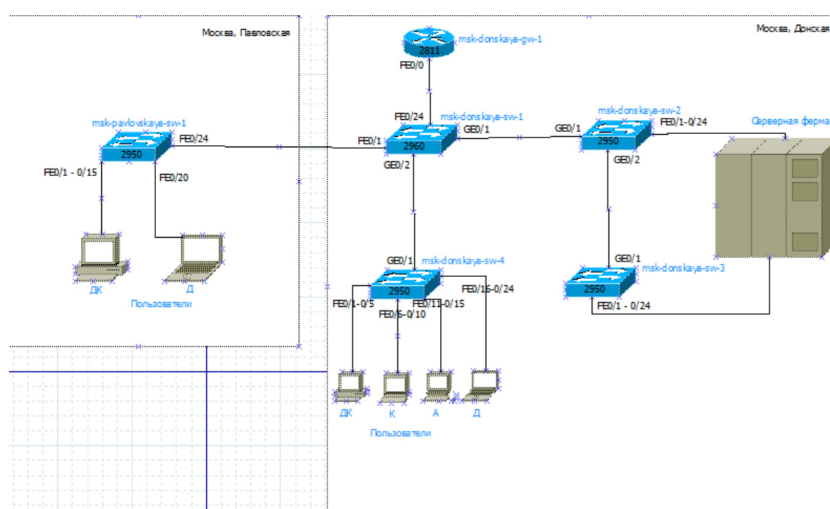 Москва, Павловская
Москва, Донская
msk-donskaya-gw-1
2811
FE0/0
msk-pavlovskaya-sw-1
FE0/24
2950
FE0/1 - 0/15
FE0/20
ДК
Д
Пользователи
FE0/24
msk-donskaya-sw-1
FE0/1
GE0/1
2960
GE0/2
msk-donskaya-sw-2
GE0/1
FE0/1-0/24
2950
GE0/2
Серверная ферма
GE0/1
msk-donskaya-sw-4
2950
FE0/1-0/5
FE0/6-0/10
FE0/11-0/15
FE0/16-0/24
GE0/1
msk-donskaya-sw-3
2950
FE0/1 - 0/24
ДК
К
А
Д
Пользователи